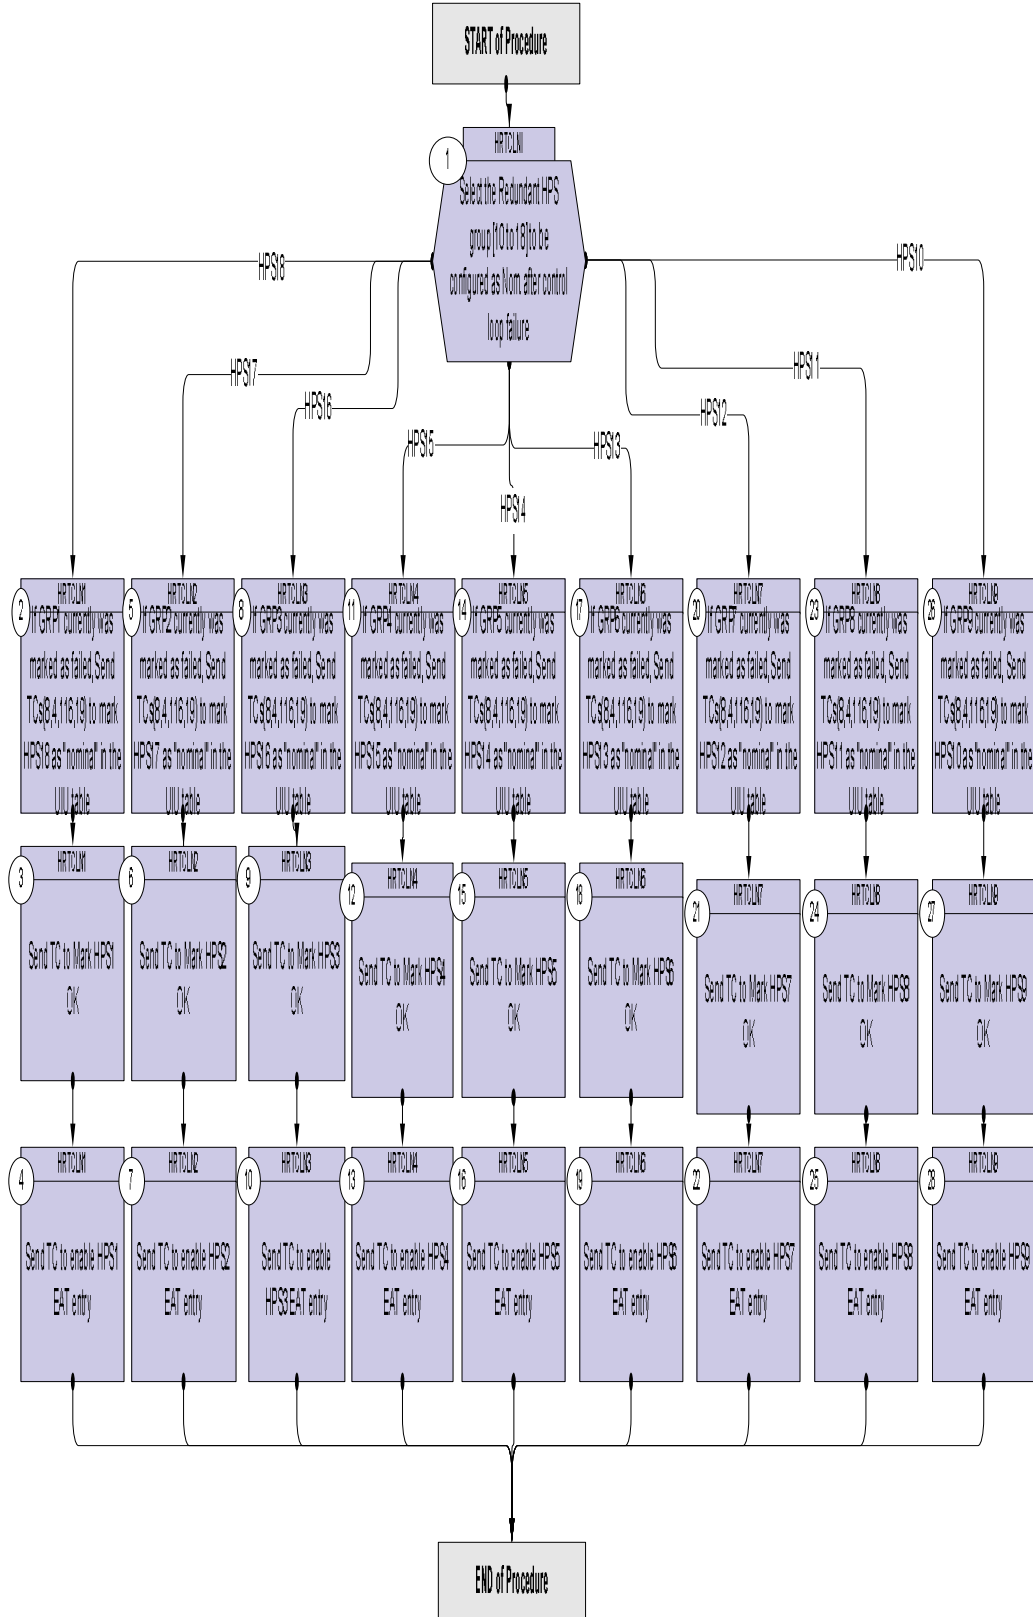 START of Procedure
HRTCLNI
1
Select the Redundant HPS
group [10 to 18] to be
configured as Nom. after control
loop failure
HPS18
HPS17
HPS16
HPS15
HPS14
HPS13
HPS12
HPS11
HPS10
HRTCLN1
2
If GRP1 currently was
marked as failed, Send
TCs(8,4,116,19) to mark
HPS18 as "nominal" in the
UIU table
HRTCLN2
5
If GRP2 currently was
marked as failed, Send
TCs(8,4,116,19) to mark
HPS17 as "nominal" in the
UIU table
HRTCLN3
8
If GRP3 currently was
marked as failed, Send
TCs(8,4,116,19) to mark
HPS16 as "nominal" in the
UIU table
HRTCLN4
11
If GRP4 currently was
marked as failed, Send
TCs(8,4,116,19) to mark
HPS15 as "nominal" in the
UIU table
HRTCLN5
14
If GRP5 currently was
marked as failed, Send
TCs(8,4,116,19) to mark
HPS14 as "nominal" in the
UIU table
HRTCLN6
17
If GRP6 currently was
marked as failed, Send
TCs(8,4,116,19) to mark
HPS13 as "nominal" in the
UIU table
HRTCLN7
20
If GRP7 currently was
marked as failed, Send
TCs(8,4,116,19) to mark
HPS12 as "nominal" in the
UIU table
HRTCLN8
23
If GRP8 currently was
marked as failed, Send
TCs(8,4,116,19) to mark
HPS11 as "nominal" in the
UIU table
HRTCLN9
26
If GRP9 currently was
marked as failed, Send
TCs(8,4,116,19) to mark
HPS10 as "nominal" in the
UIU table
HRTCLN1
3
Send TC to Mark HPS1
OK
HRTCLN2
6
Send TC to Mark HPS2
OK
HRTCLN3
9
Send TC to Mark HPS3
OK
HRTCLN4
12
Send TC to Mark HPS4
OK
HRTCLN5
15
Send TC to Mark HPS5
OK
HRTCLN6
18
Send TC to Mark HPS6
OK
HRTCLN7
21
Send TC to Mark HPS7
OK
HRTCLN8
24
Send TC to Mark HPS8
OK
HRTCLN9
27
Send TC to Mark HPS9
OK
HRTCLN1
4
Send TC to enable HPS1
EAT entry
HRTCLN2
7
Send TC to enable HPS2
EAT entry
HRTCLN3
10
Send TC to enable
HPS3 EAT entry
HRTCLN4
13
Send TC to enable HPS4
EAT entry
HRTCLN5
16
Send TC to enable HPS5
EAT entry
HRTCLN6
19
Send TC to enable HPS6
EAT entry
HRTCLN7
22
Send TC to enable HPS7
EAT entry
HRTCLN8
25
Send TC to enable HPS8
EAT entry
HRTCLN9
28
Send TC to enable HPS9
EAT entry
END of Procedure